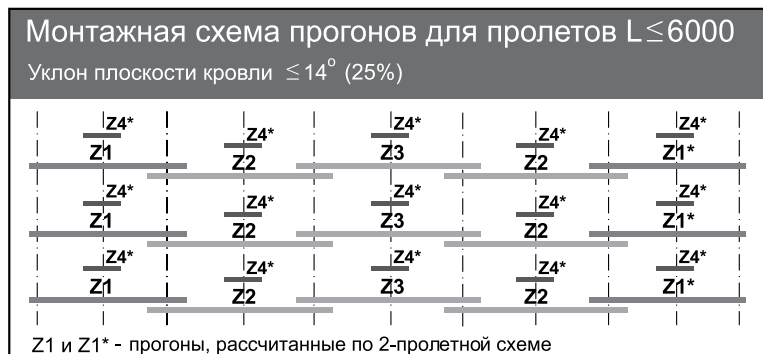 Монтажная схема прогонов для пролетов L≤6000
Уклон плоскости кровли ≤14° (25%)
Z4* Z4* Z4* Z4* Z4*
Z1 Z2 Z3 Z2 Z1*
Z4* Z4* Z4* Z4* Z4*
Z1 Z2 Z3 Z2 Z1*
Z4* Z4* Z4* Z4* Z4*
Z1 Z2 Z3 Z2 Z1*
Z1 и Z1* - прогоны, рассчитанные по 2-пролетной схеме